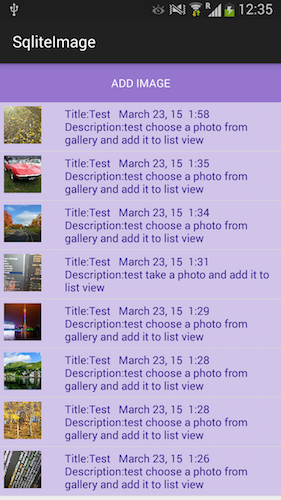 12:35
SqliteImage
ADD IMAGE
Title:Test   March 23, 15  1:58
Description:test choose a photo from
gallery and add it to list view
Title:Test   March 23, 15  1:35
Description:test choose a photo from
gallery and add it to list view
Title:Test   March 23, 15  1:34
Description:test choose a photo from
gallery and add it to list view
Title:Test   March 23, 15  1:31
Description:test take a photo and add it to
list view
Title:Test   March 23, 15  1:29
Description:test choose a photo from
gallery and add it to list view
Title:Test   March 23, 15  1:28
Description:test choose a photo from
gallery and add it to list view
Title:Test   March 23, 15  1:28
Description:test choose a photo from
gallery and add it to list view
Title:Test   March 23, 15  1:26
Description:test choose a photo from
gallery and add it to list view